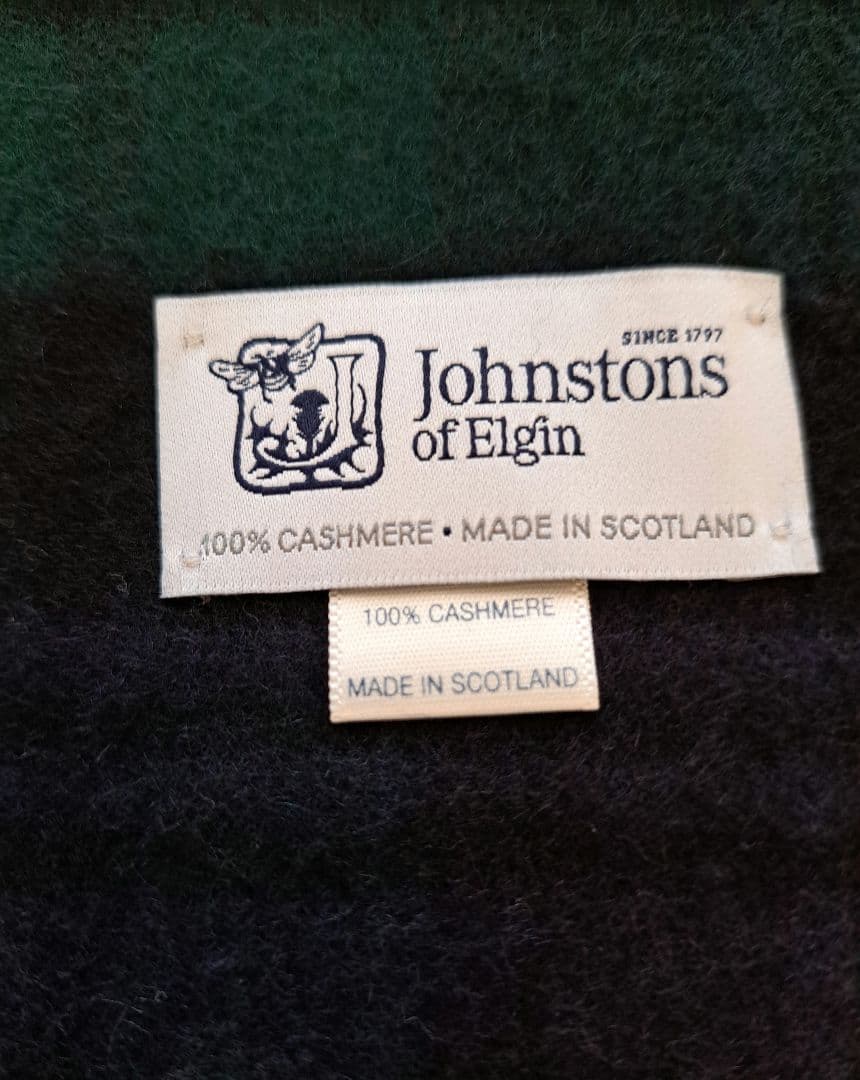 SINCE 1797
Johnstons
of Elgin
100% CASHMERE • MADE IN SCOTLAND
100% CASHMERE
MADE IN SCOTLAND